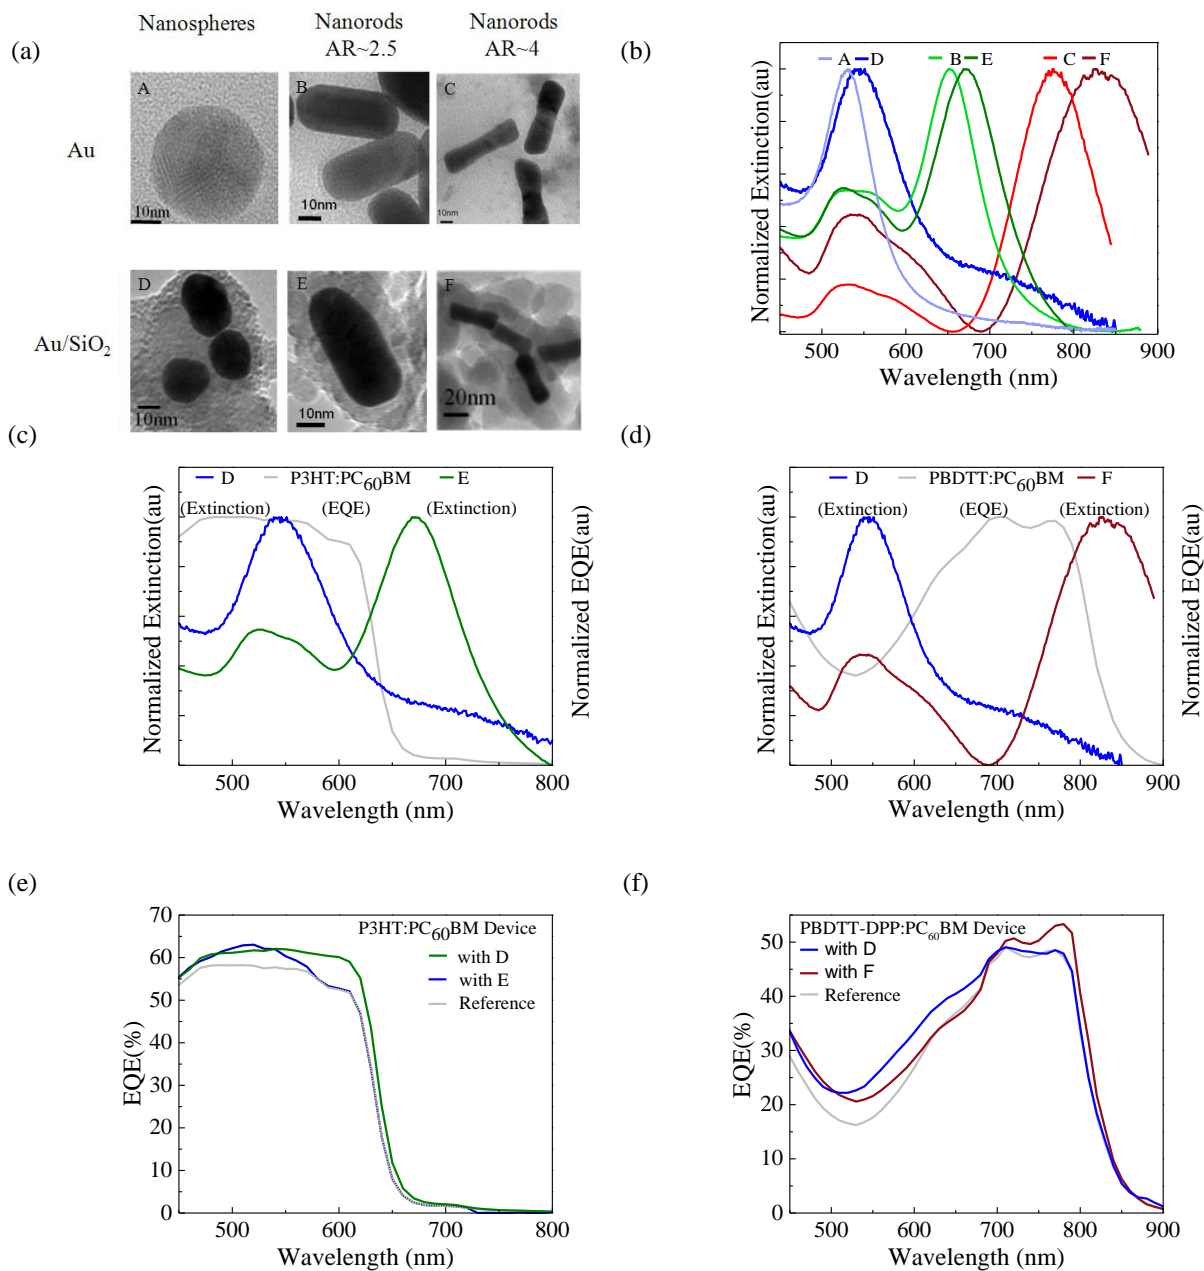 (a)
Nanospheres
Nanorods
AR~2.5
Nanorods
AR~4
Au
A
10nm
B
10nm
C
10nm
Au/SiO2
D
10nm
E
10nm
F
20nm
(b)
A D B E C F
Normalized Extinction(au)
500 600 700 800 900
Wavelength (nm)
(c)
D P3HT:PC60BM E
(Extinction) (EQE) (Extinction)
Normalized Extinction(au)
Normalized EQE(au)
500 600 700 800
Wavelength (nm)
(d)
D PBDTT:PC60BM F
(Extinction) (EQE) (Extinction)
Normalized Extinction(au)
Normalized EQE(au)
500 600 700 800 900
Wavelength (nm)
(e)
P3HT:PC60BM Device
with D
with E
Reference
EQE(%)
70
60
50
40
30
20
10
0
500 600 700 800
Wavelength (nm)
(f)
PBDTT-DPP:PC60BM Device
with D
with F
Reference
EQE(%)
50
40
30
20
10
0
500 600 700 800 900
Wavelength (nm)